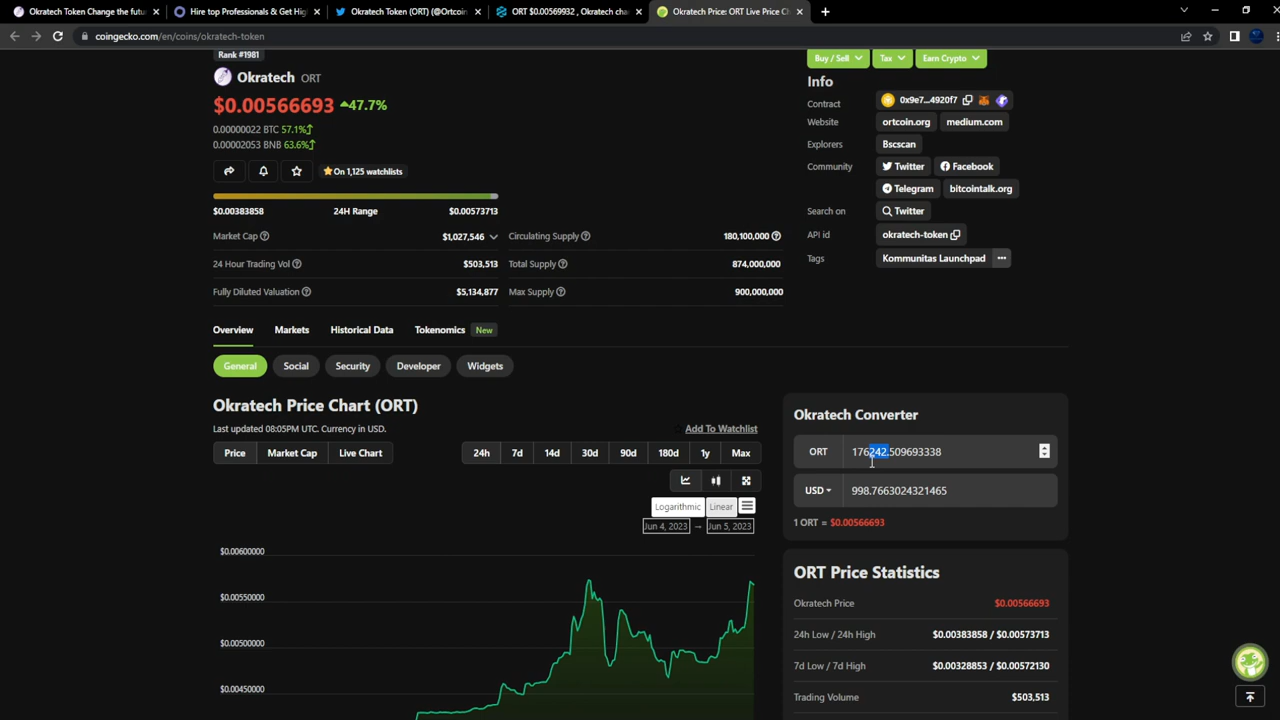 Okratech Token Change the futur
Hire top Professionals & Get Hig
Okratech Token (ORT) (@Ortcoin
ORT $0.00569932 , Okratech cha
Okratech Price: ORT Live Price Ch
coingecko.com/en/coins/okratech-token
Rank #1981
Okratech ORT
$0.00566693 47.7%
0.00000022 BTC 57.1%
0.00002053 BNB 63.6%
On 1,125 watchlists
$0.00383858 24H Range $0.00573713
Market Cap $1,027,546 Circulating Supply 180,100,000
24 Hour Trading Vol $503,513 Total Supply 874,000,000
Fully Diluted Valuation $5,134,877 Max Supply 900,000,000
Buy / Sell Tax Earn Crypto
Info
Contract 0x9e7...4920f7
Website ortcoin.org medium.com
Explorers Bscscan
Community Twitter Facebook
Telegram bitcointalk.org
Search on Twitter
API id okratech-token
Tags Kommunitas Launchpad
Overview Markets Historical Data Tokenomics New
General Social Security Developer Widgets
Okratech Price Chart (ORT)
Last updated 08:05PM UTC. Currency in USD. Add To Watchlist
Price Market Cap Live Chart 24h 7d 14d 30d 90d 180d 1y Max
Logarithmic Linear
Jun 4, 2023 → Jun 5, 2023
$0.00600000
$0.00550000
$0.00500000
$0.00450000
Okratech Converter
ORT 176242.509693338
USD 998.7663024321465
1 ORT = $0.00566693
ORT Price Statistics
Okratech Price $0.00566693
24h Low / 24h High $0.00383858 / $0.00573713
7d Low / 7d High $0.00328853 / $0.00572130
Trading Volume $503,513